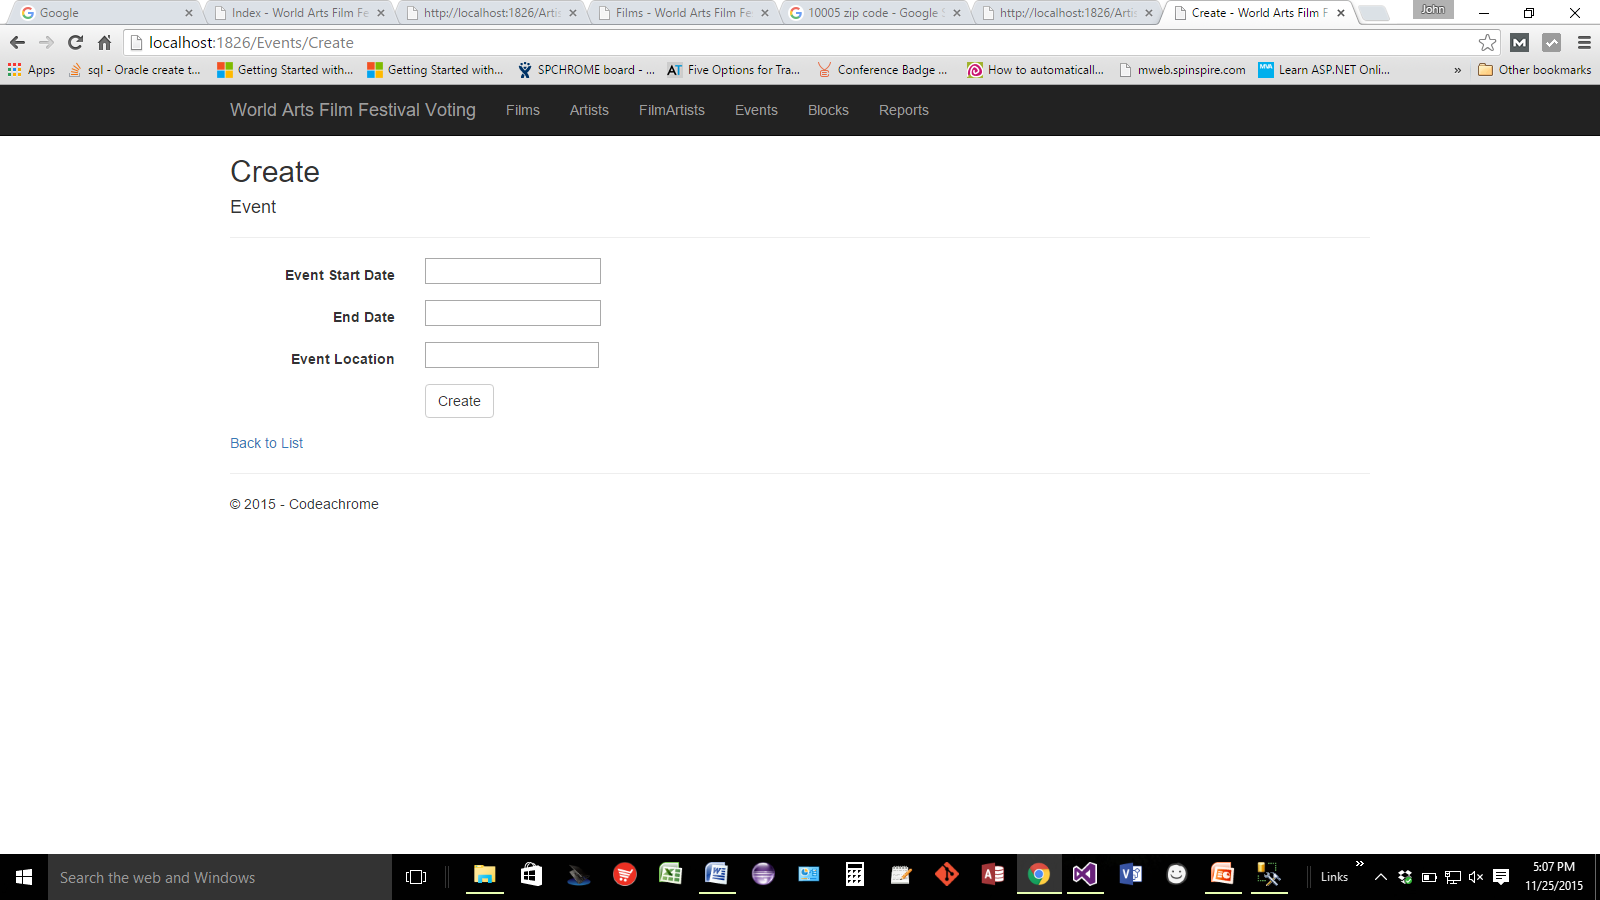 Google
Index - World Arts Film Fe
http://localhost:1826/Artis
Films - World Arts Film Fe
10005 zip code - Google S
http://localhost:1826/Artis
Create - World Arts Film F
John
localhost:1826/Events/Create
Apps
sql - Oracle create t...
Getting Started with...
Getting Started with...
SPCHROME board - ...
Five Options for Tra...
Conference Badge ...
How to automaticall...
mweb.spinspire.com
Learn ASP.NET Onli...
»
Other bookmarks
World Arts Film Festival Voting
Films
Artists
FilmArtists
Events
Blocks
Reports
Create
Event
Event Start Date
End Date
Event Location
Create
Back to List
© 2015 - Codeachrome
Search the web and Windows
Links
»
5:07 PM
11/25/2015